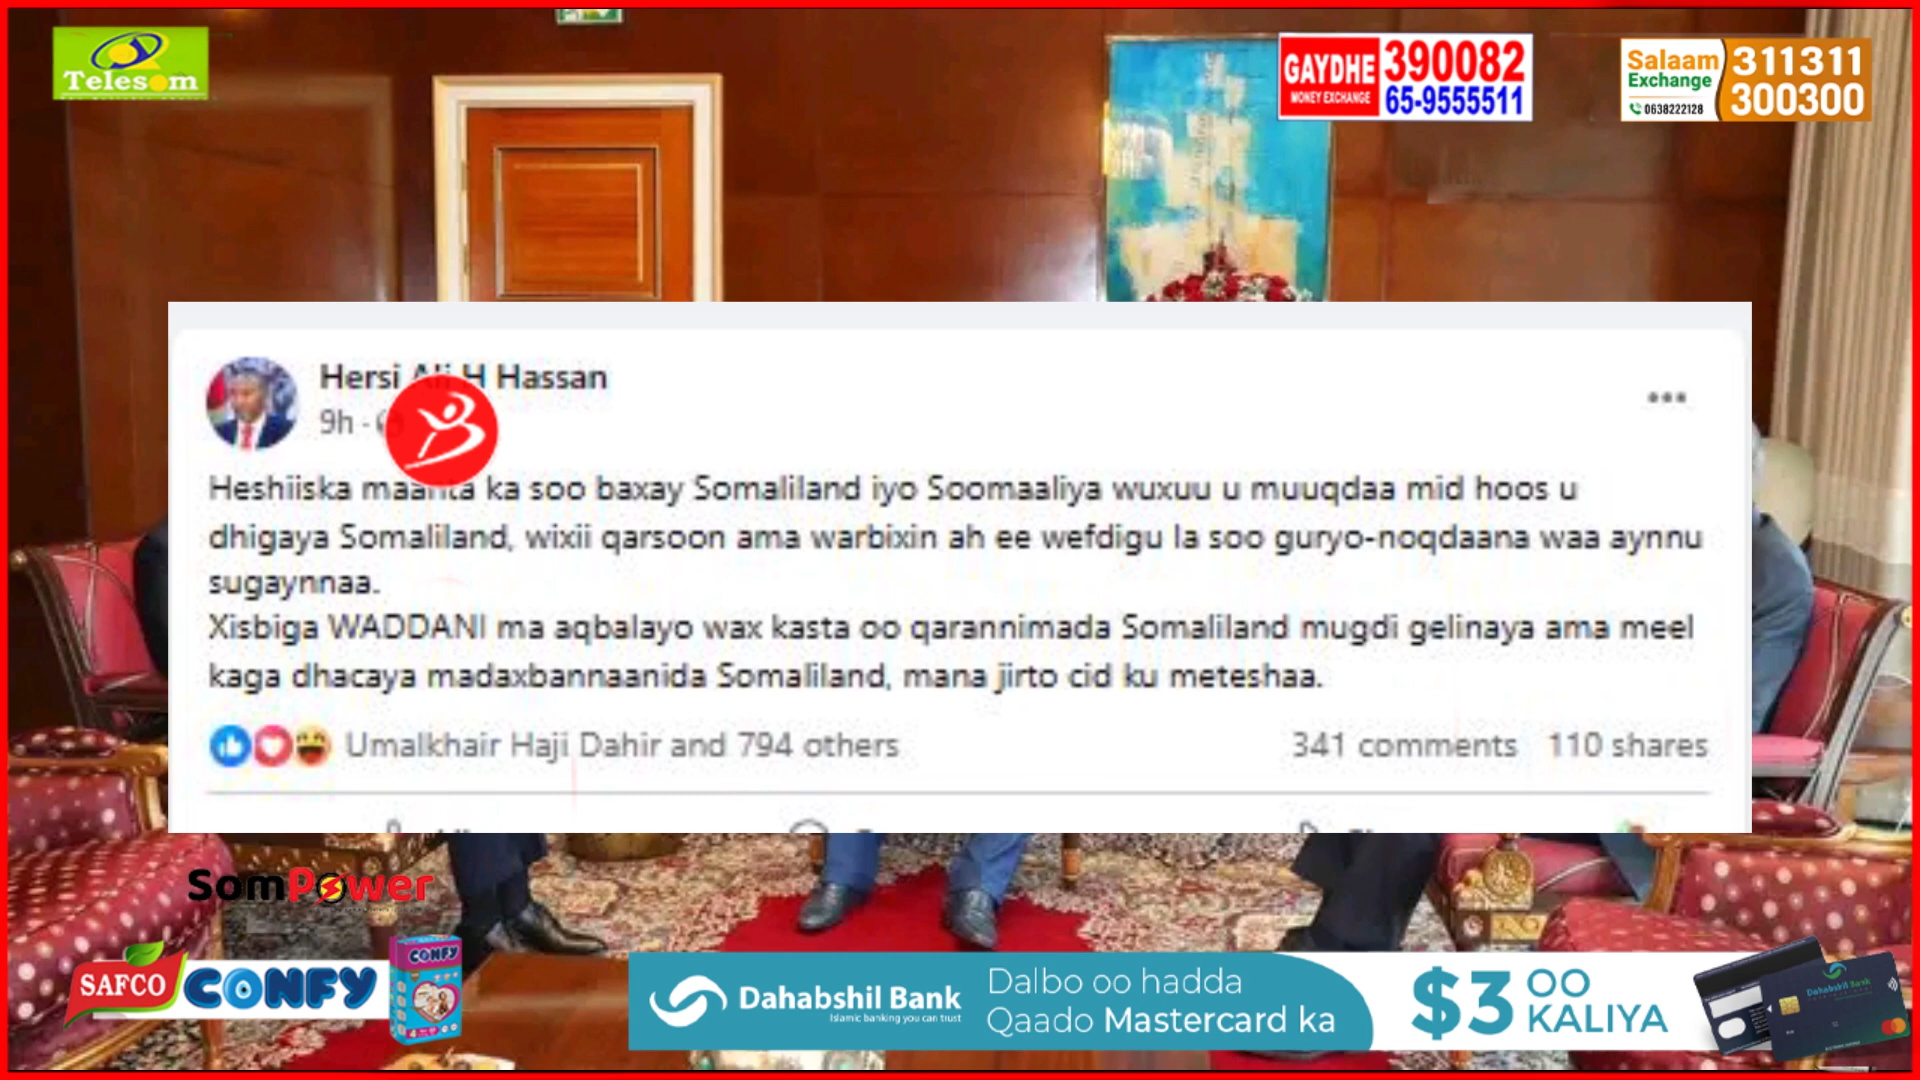 Telesom
GAYDHE
MONEY EXCHANGE
390082
65-9555511
Salaam
Exchange
0638222128
311311
300300
Hersi Ali H Hassan
9h
Heshiiska maanta ka soo baxay Somaliland iyo Soomaaliya wuxuu u muuqdaa mid hoos u
dhigaya Somaliland, wixii qarsoon ama warbixin ah ee wefdigu la soo guryo-noqdaana waa aynnu
sugaynnaa.
Xisbiga WADDANI ma aqbalayo wax kasta oo qarannimada Somaliland mugdi gelinaya ama meel
kaga dhacaya madaxbannaanida Somaliland, mana jirto cid ku meteshaa.
Umalkhair Haji Dahir and 794 others
341 comments 110 shares
SomPower
SAFCO
CONFY
CONFY
Dahabshil Bank
Islamic banking you can trust
Dalbo oo hadda
Qaado Mastercard ka
$3 OO
KALIYA
Dahabshil Bank